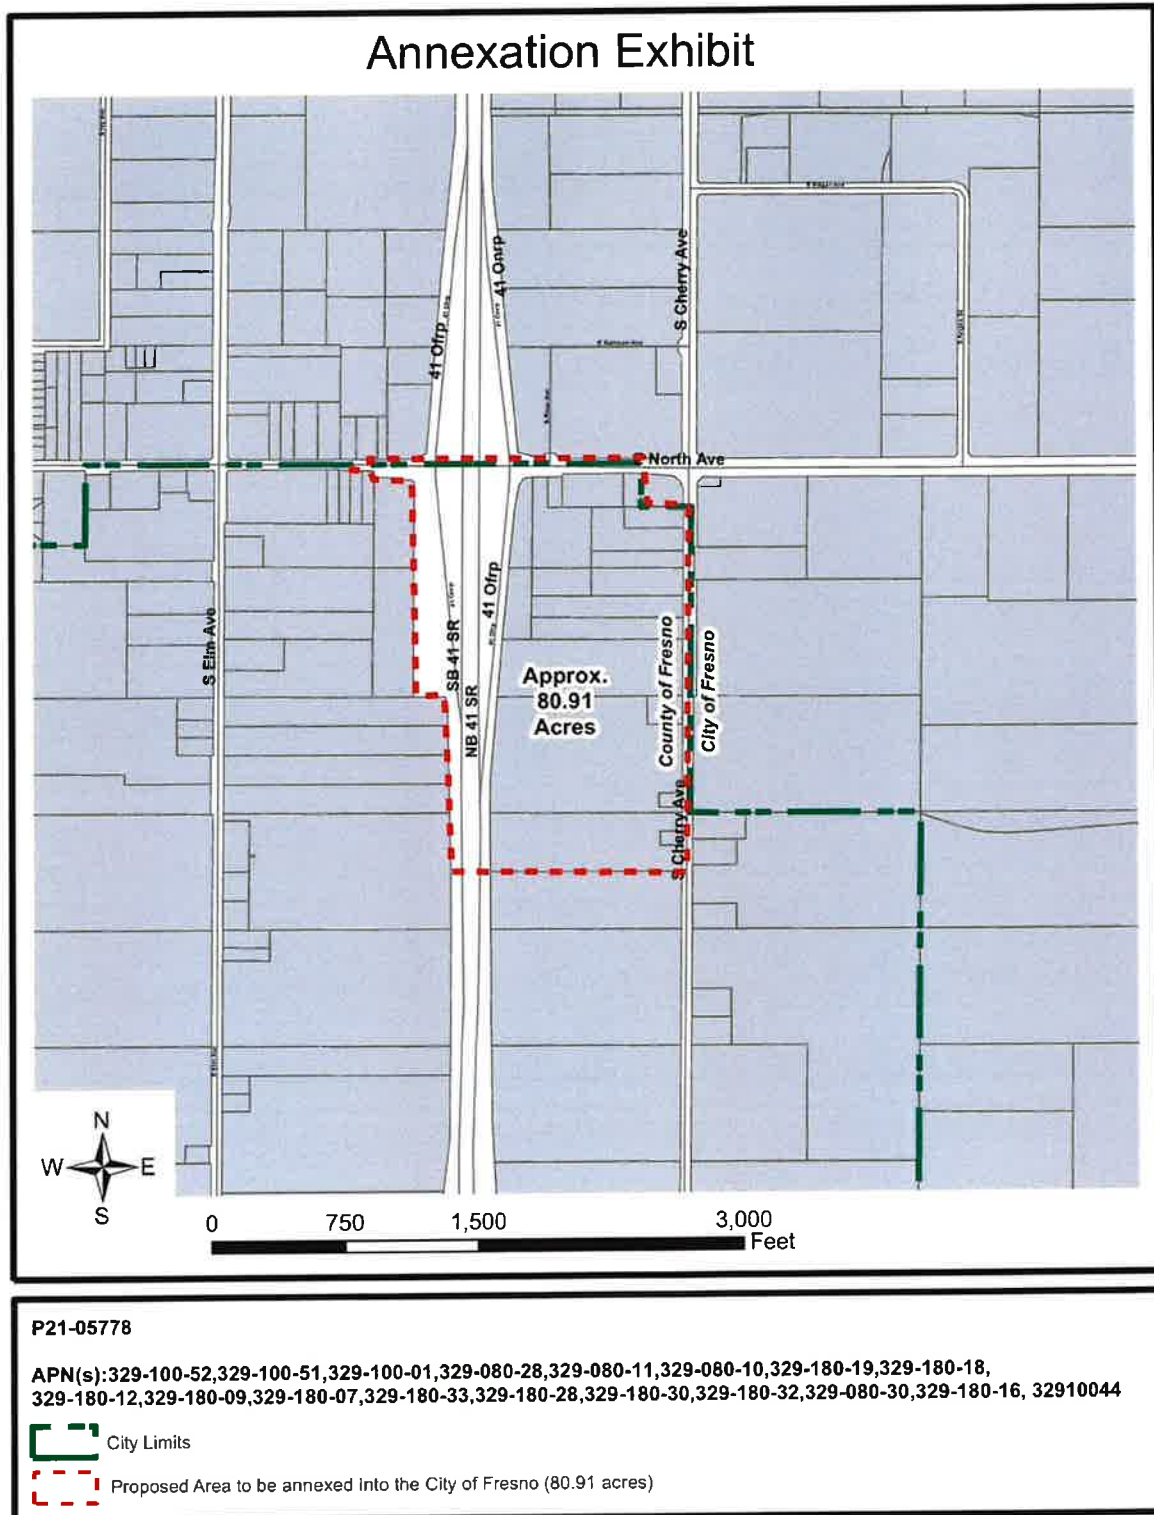 Annexation Exhibit
41 Onrp
S Cherry Ave
41 Ofrp
North Ave
S Elm Ave
SB 41 SR
NB 41 SR
41 Ofrp
Approx.
80.91
Acres
County of Fresno
City of Fresno
S Cherry Ave
N
W E
S
0 750 1,500 3,000
Feet
P21-05778
APN(s):329-100-52,329-100-51,329-100-01,329-080-28,329-080-11,329-080-10,329-180-19,329-180-18,
329-180-12,329-180-09,329-180-07,329-180-33,329-180-28,329-180-30,329-180-32,329-080-30,329-180-16, 32910044
City Limits
Proposed Area to be annexed into the City of Fresno (80.91 acres)